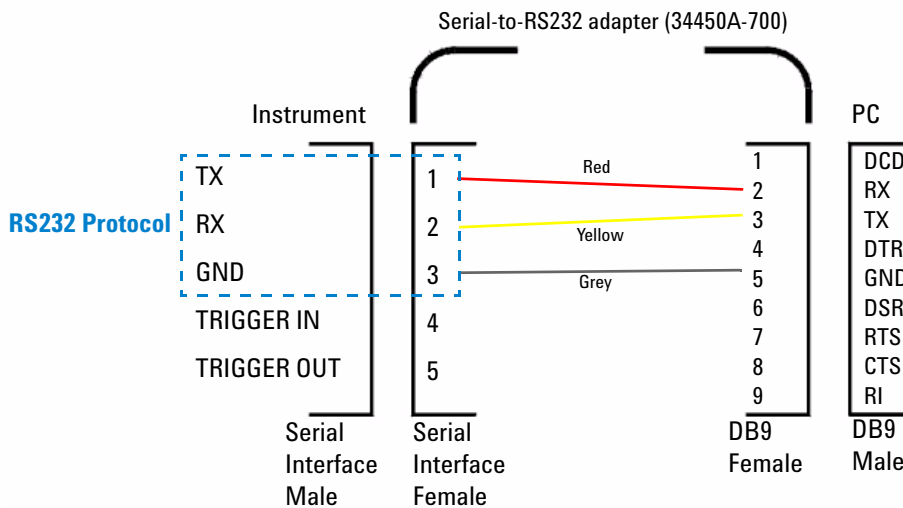 Serial-to-RS232 adapter (34450A-700)
Instrument
PC
RS232 Protocol
TX
RX
GND
TRIGGER IN
TRIGGER OUT
1
2
3
4
5
Red
Yellow
Grey
1
2
3
4
5
6
7
8
9
DCD
RX
TX
DTR
GND
DSR
RTS
CTS
RI
Serial
Interface
Male
Serial
Interface
Female
DB9
Female
DB9
Male